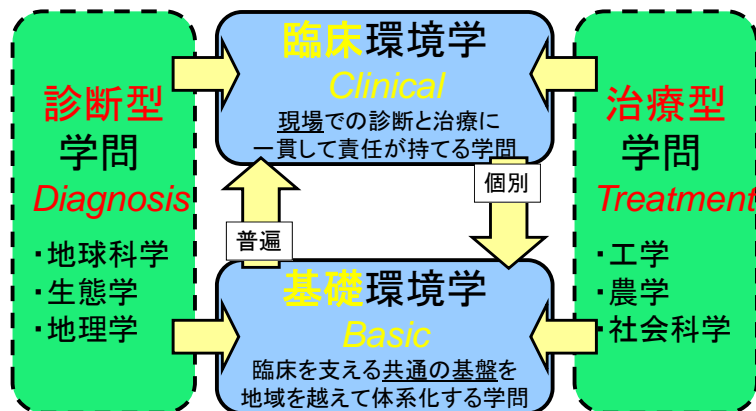 診断型
学問
Diagnosis
・地球科学
・生態学
・地理学
臨床環境学
Clinical
現場での診断と治療に
一貫して責任が持てる学問
普遍
個別
基礎環境学
Basic
臨床を支える共通の基盤を
地域を越えて体系化する学問
治療型
学問
Treatment
・工学
・農学
・社会科学